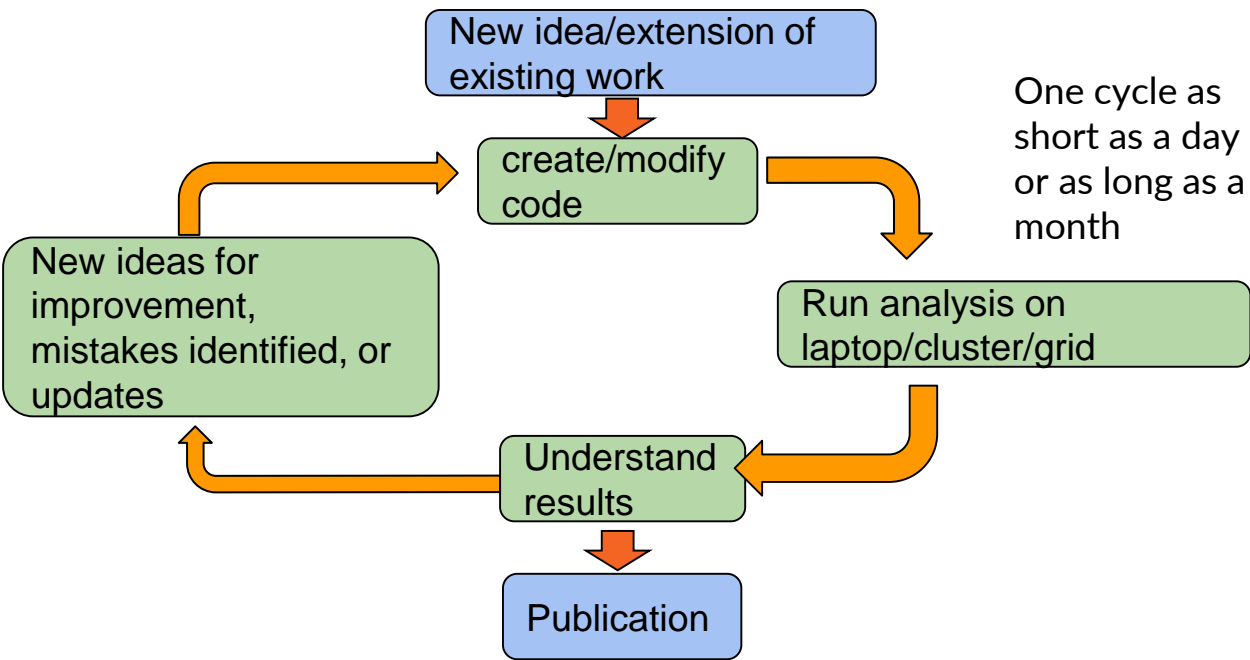 New idea/extension of
existing work
One cycle as
short as a day
or as long as a
month
create/modify
code
New ideas for
improvement,
mistakes identified, or
updates
Run analysis on
laptop/cluster/grid
Understand
results
Publication